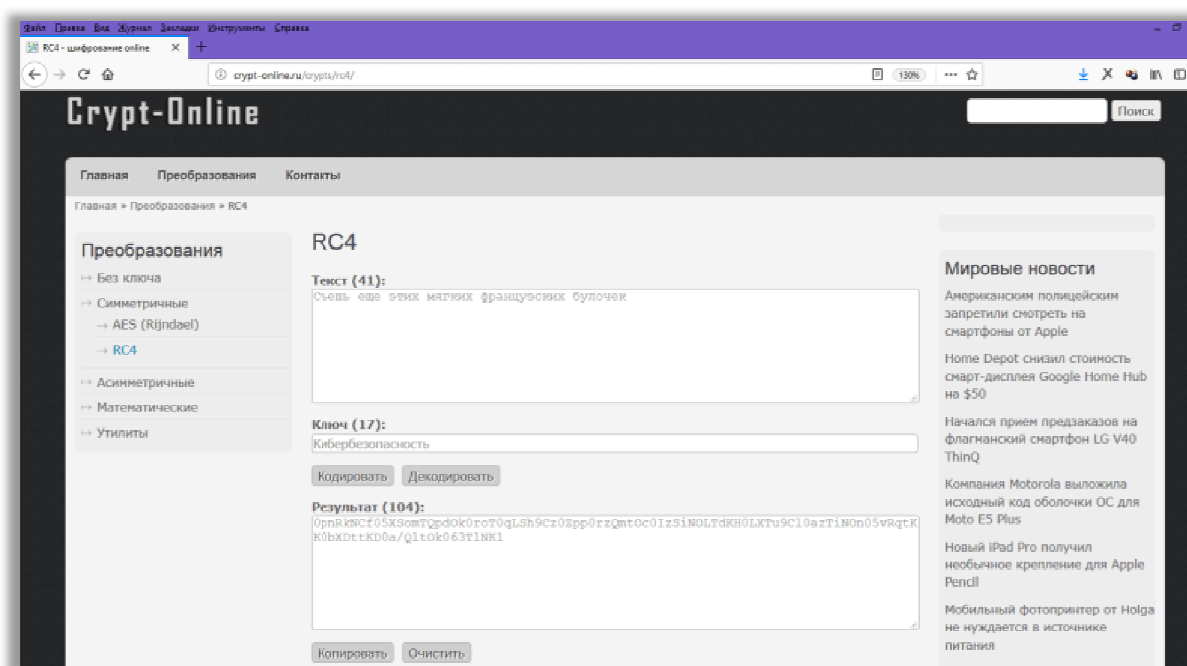 Файл Правка Вид Журнал Закладки Инструменты Справка
RC4 - шифрование online
crypt-online.ru/crypts/rc4/
130%
Crypt-Online
Поиск
Главная Преобразования Контакты
Главная » Преобразования » RC4
Преобразования
Без ключа
Симметричные
AES (Rijndael)
RC4
Асимметричные
Математические
Утилиты
RC4
Текст (41):
Съешь еще этих мягких французских булочек
Ключ (17):
Кибербезопасность
Кодировать Декодировать
Результат (104):
Копировать Очистить
Мировые новости
Американским полицейским
запретили смотреть на
смартфоны от Apple
Home Depot снизил стоимость
смарт-дисплея Google Home Hub
на $50
Начался прием предзаказов на
флагманский смартфон LG V40
ThinQ
Компания Motorola выложила
исходный код оболочки ОС для
Moto E5 Plus
Новый iPad Pro получил
необычное крепление для Apple
Pencil
Мобильный фотопринтер от Holga
не нуждается в источнике
питания